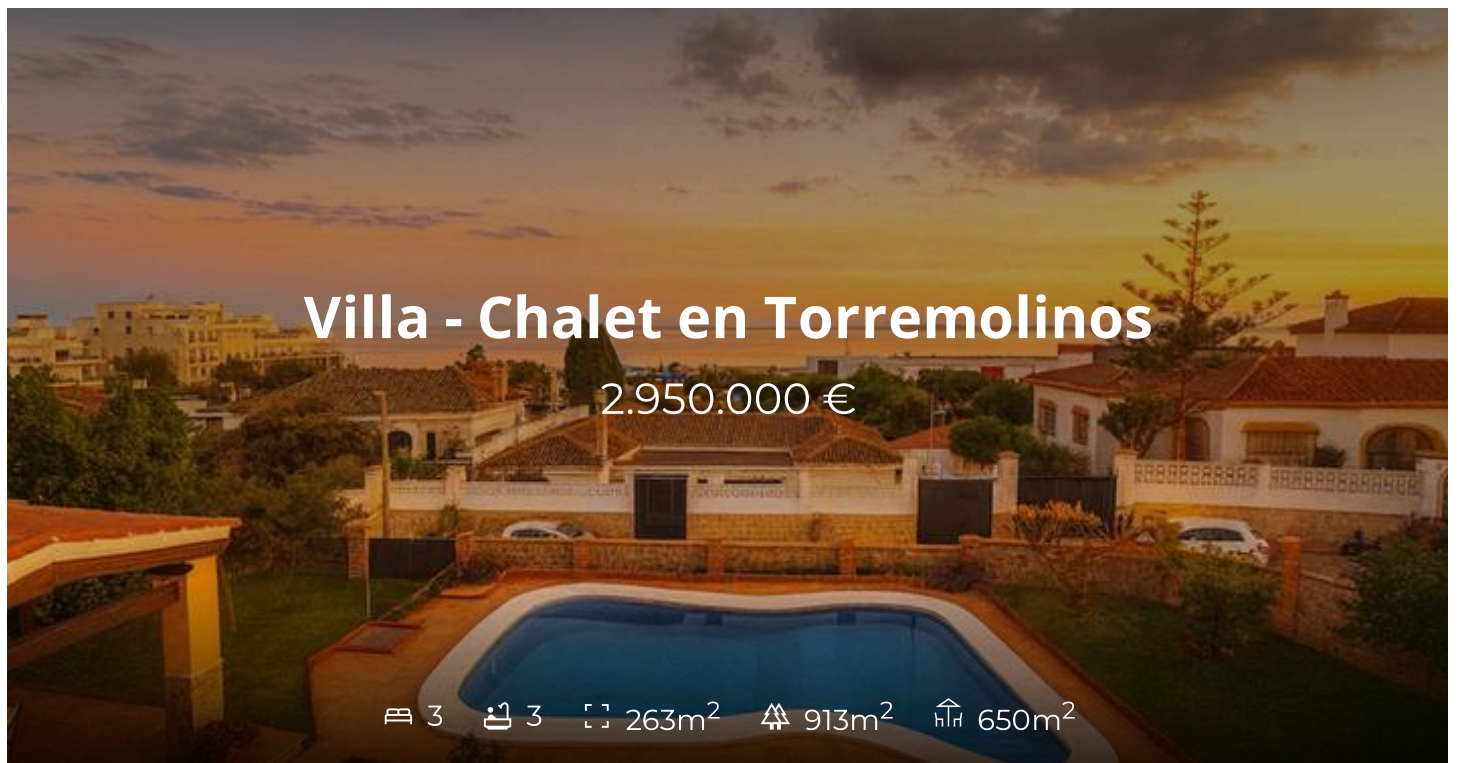 Villa - Chalet en Torremolinos
2.950.000 €
3 3 263m² 913m² 650m²